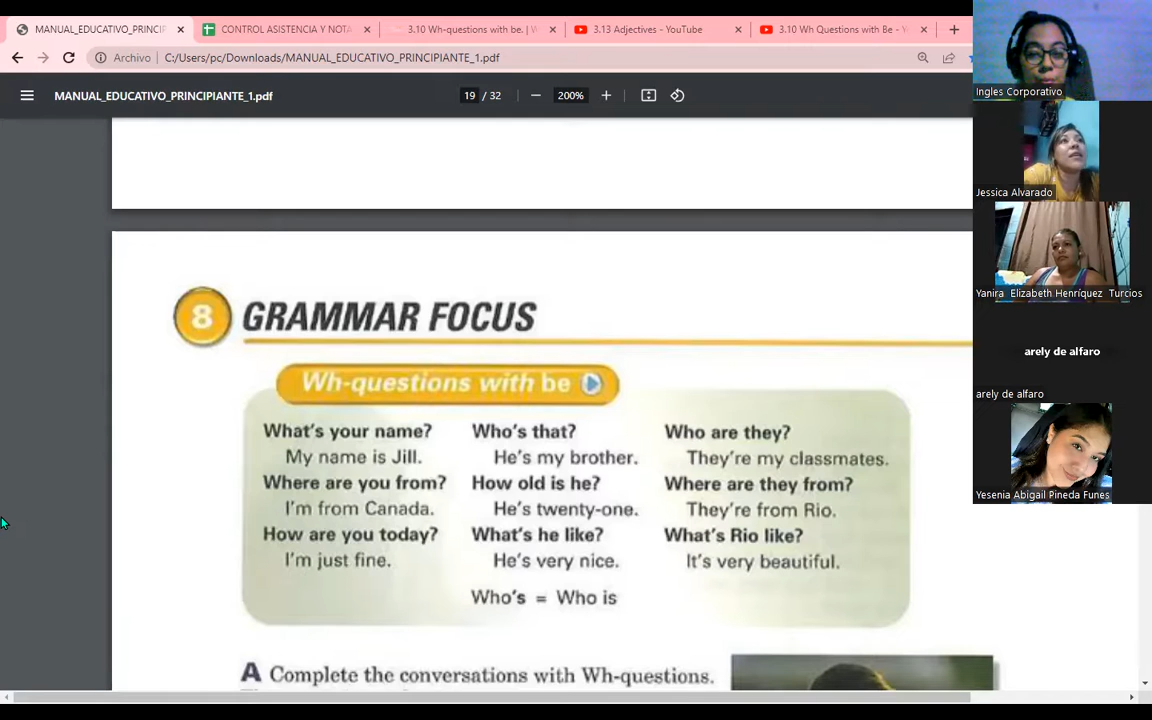 MANUAL_EDUCATIVO_PRINCIP
CONTROL ASISTENCIA Y NOTA
3.10 Wh-questions with be. | W
3.13 Adjectives - YouTube
3.10 Wh Questions with Be - Y
Archivo
C:/Users/pc/Downloads/MANUAL_EDUCATIVO_PRINCIPIANTE_1.pdf
MANUAL_EDUCATIVO_PRINCIPIANTE_1.pdf
19 / 32
200%
Ingles Corporativo
Jessica Alvarado
Yanira Elizabeth Henríquez Turcios
arely de alfaro
arely de alfaro
Yesenia Abigail Pineda Funes
8 GRAMMAR FOCUS
Wh-questions with be
What's your name?
My name is Jill.
Where are you from?
I'm from Canada.
How are you today?
I'm just fine.
Who's that?
He's my brother.
How old is he?
He's twenty-one.
What's he like?
He's very nice.
Who's = Who is
Who are they?
They're my classmates.
Where are they from?
They're from Rio.
What's Rio like?
It's very beautiful.
A Complete the conversations with Wh-questions.